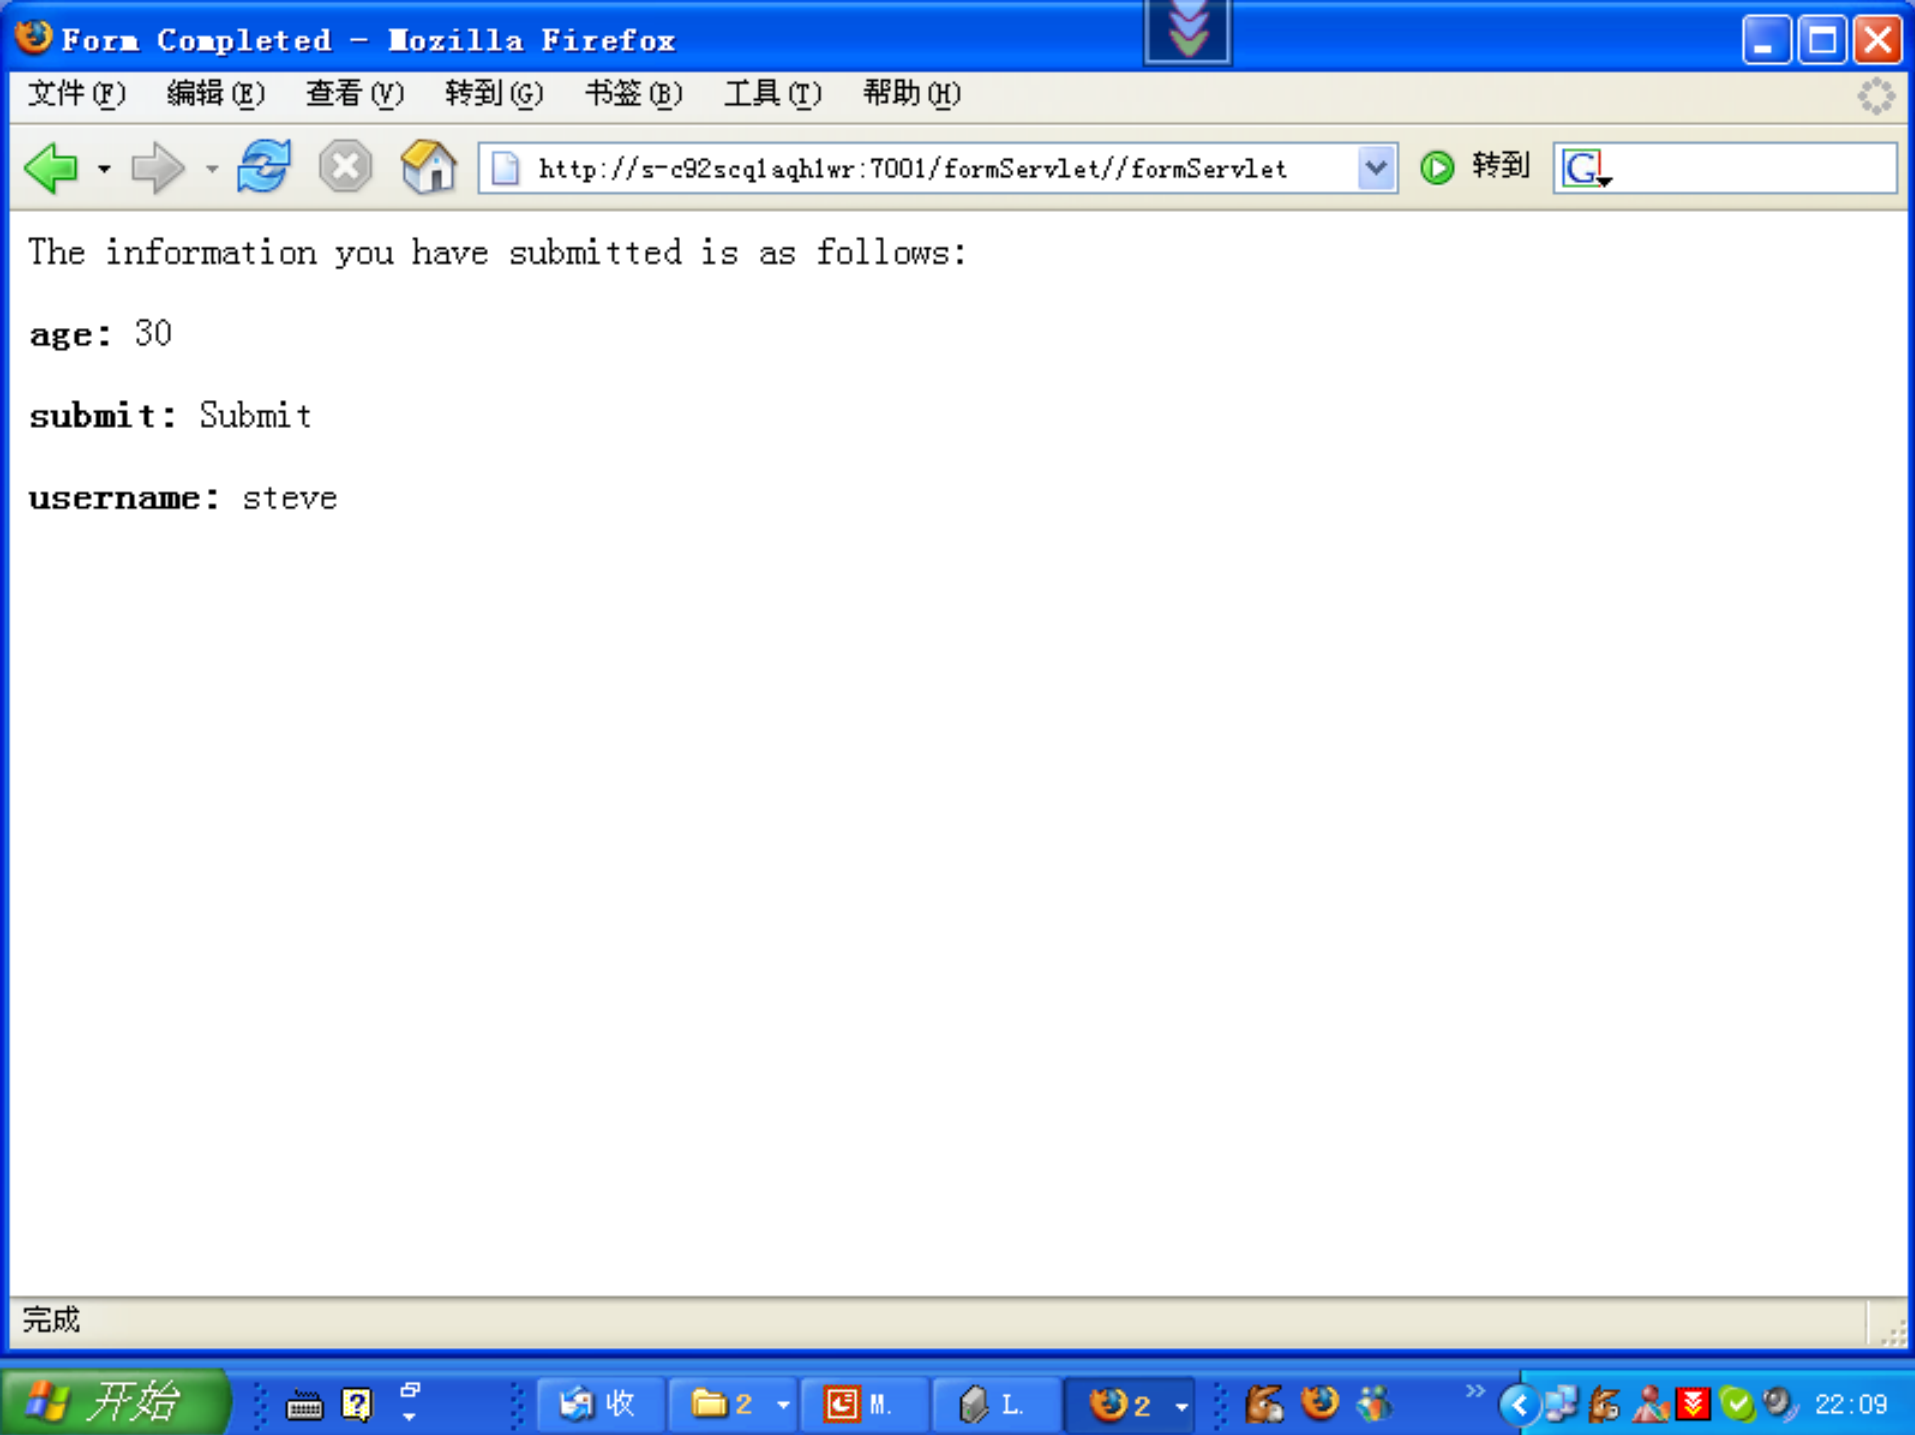 Form Completed - Mozilla Firefox
文件(F) 编辑(E) 查看(V) 转到(G) 书签(B) 工具(T) 帮助(H)
http://s-c92scq1aqh1wr:7001/formServlet//formServlet 转到 G
The information you have submitted is as follows:
age: 30
submit: Submit
username: steve
完成
开始 收 2 M. L. 2 22:09